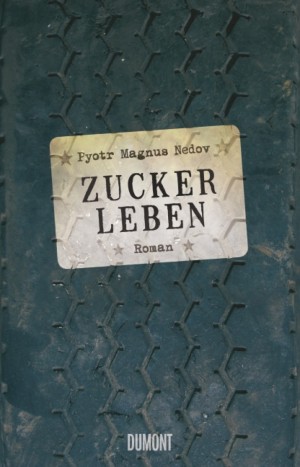 Pyotr Magnus Nedov
ZUCKER
LEBEN
Roman
DUMONT